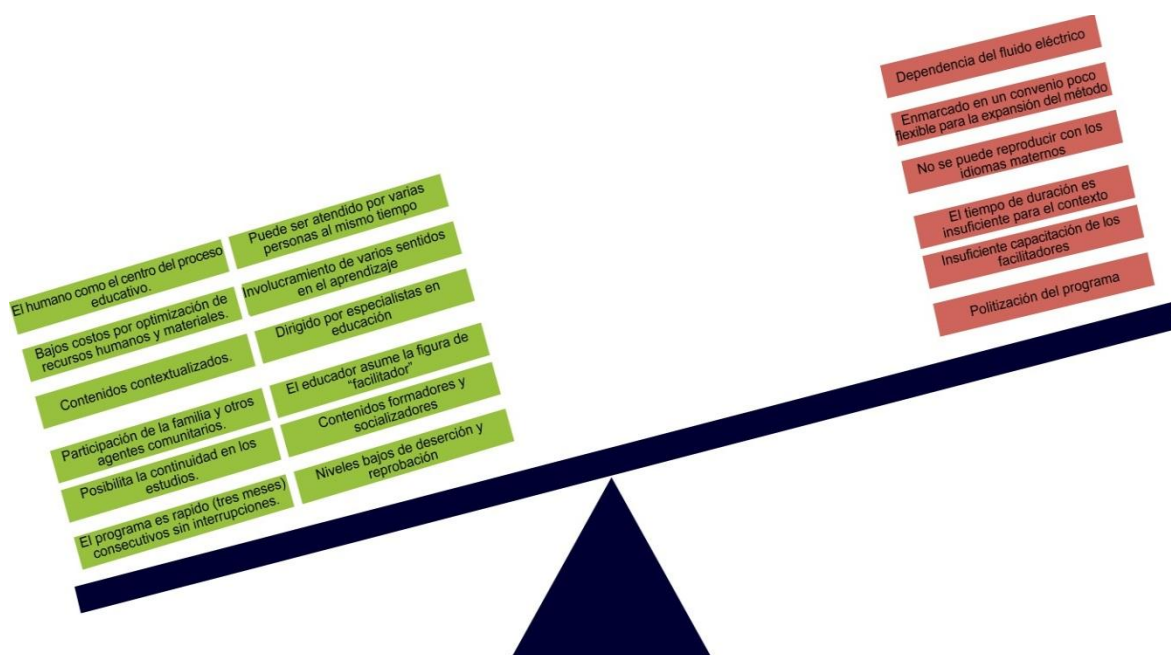 El humano como el centro del proceso
educativo.
Bajos costos por optimización de
recursos humanos y materiales.
Contenidos contextualizados.
Participación de la familia y otros
agentes comunitarios.
Posibilita la continuidad en los
estudios.
El programa es rapido (tres meses)
consecutivos sin interrupciones.
Puede ser atendido por varias
personas al mismo tiempo
Involucramiento de varios sentidos
en el aprendizaje
Dirigido por especialistas en
educación
El educador asume la figura de
“facilitador”
Contenidos formadores y
socializadores
Niveles bajos de deserción y
reprobación
Dependencia del fluido eléctrico
Enmarcado en un convenio poco
flexible para la expansión del método
No se puede reproducir con los
idiomas maternos
El tiempo de duración es
insuficiente para el contexto
Insuficiente capacitación de los
facilitadores
Politización del programa